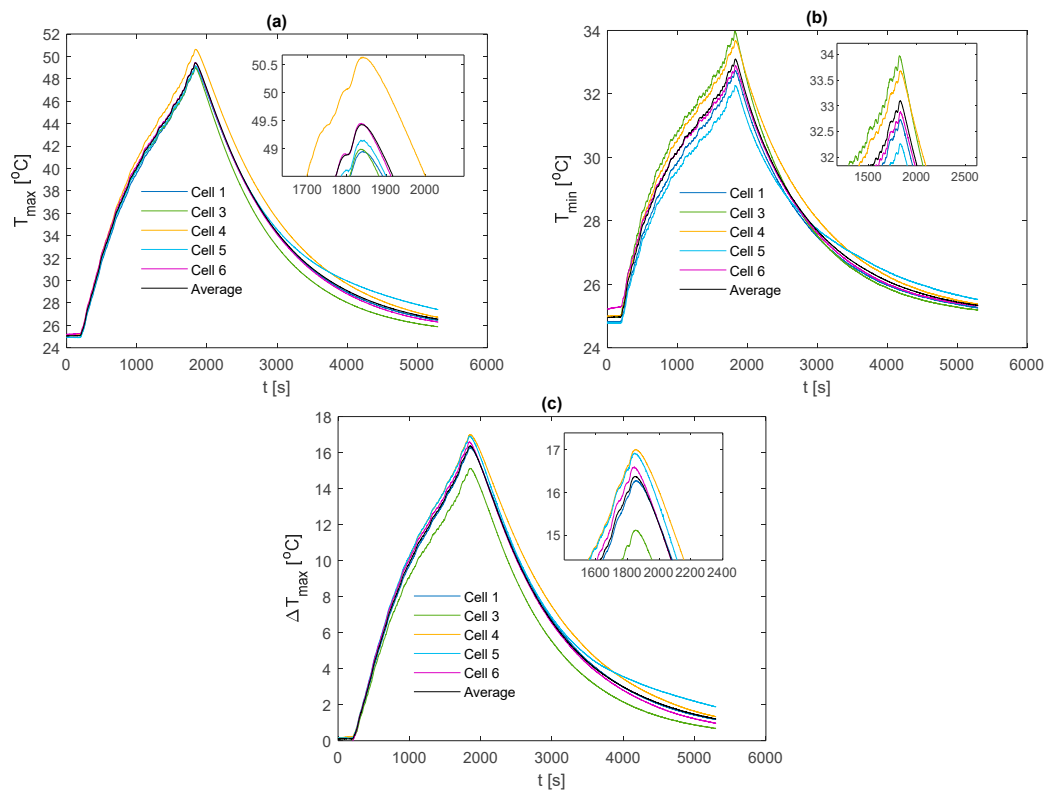 (a)
52
50
48
46
44
42
40
38
36
34
32
30
28
26
24
0 1000 2000 3000 4000 5000 6000
T_max [°C]
t [s]
50.5
50
49.5
49
1700 1800 1900 2000
Cell 1
Cell 3
Cell 4
Cell 5
Cell 6
Average
(b)
34
32
30
28
26
24
0 1000 2000 3000 4000 5000 6000
T_min [°C]
t [s]
34
33.5
33
32.5
32
1500 2000 2500
Cell 1
Cell 3
Cell 4
Cell 5
Cell 6
Average
(c)
18
16
14
12
10
8
6
4
2
0
0 1000 2000 3000 4000 5000 6000
Δ T_max [°C]
t [s]
17
16
15
1600 1800 2000 2200 2400
Cell 1
Cell 3
Cell 4
Cell 5
Cell 6
Average